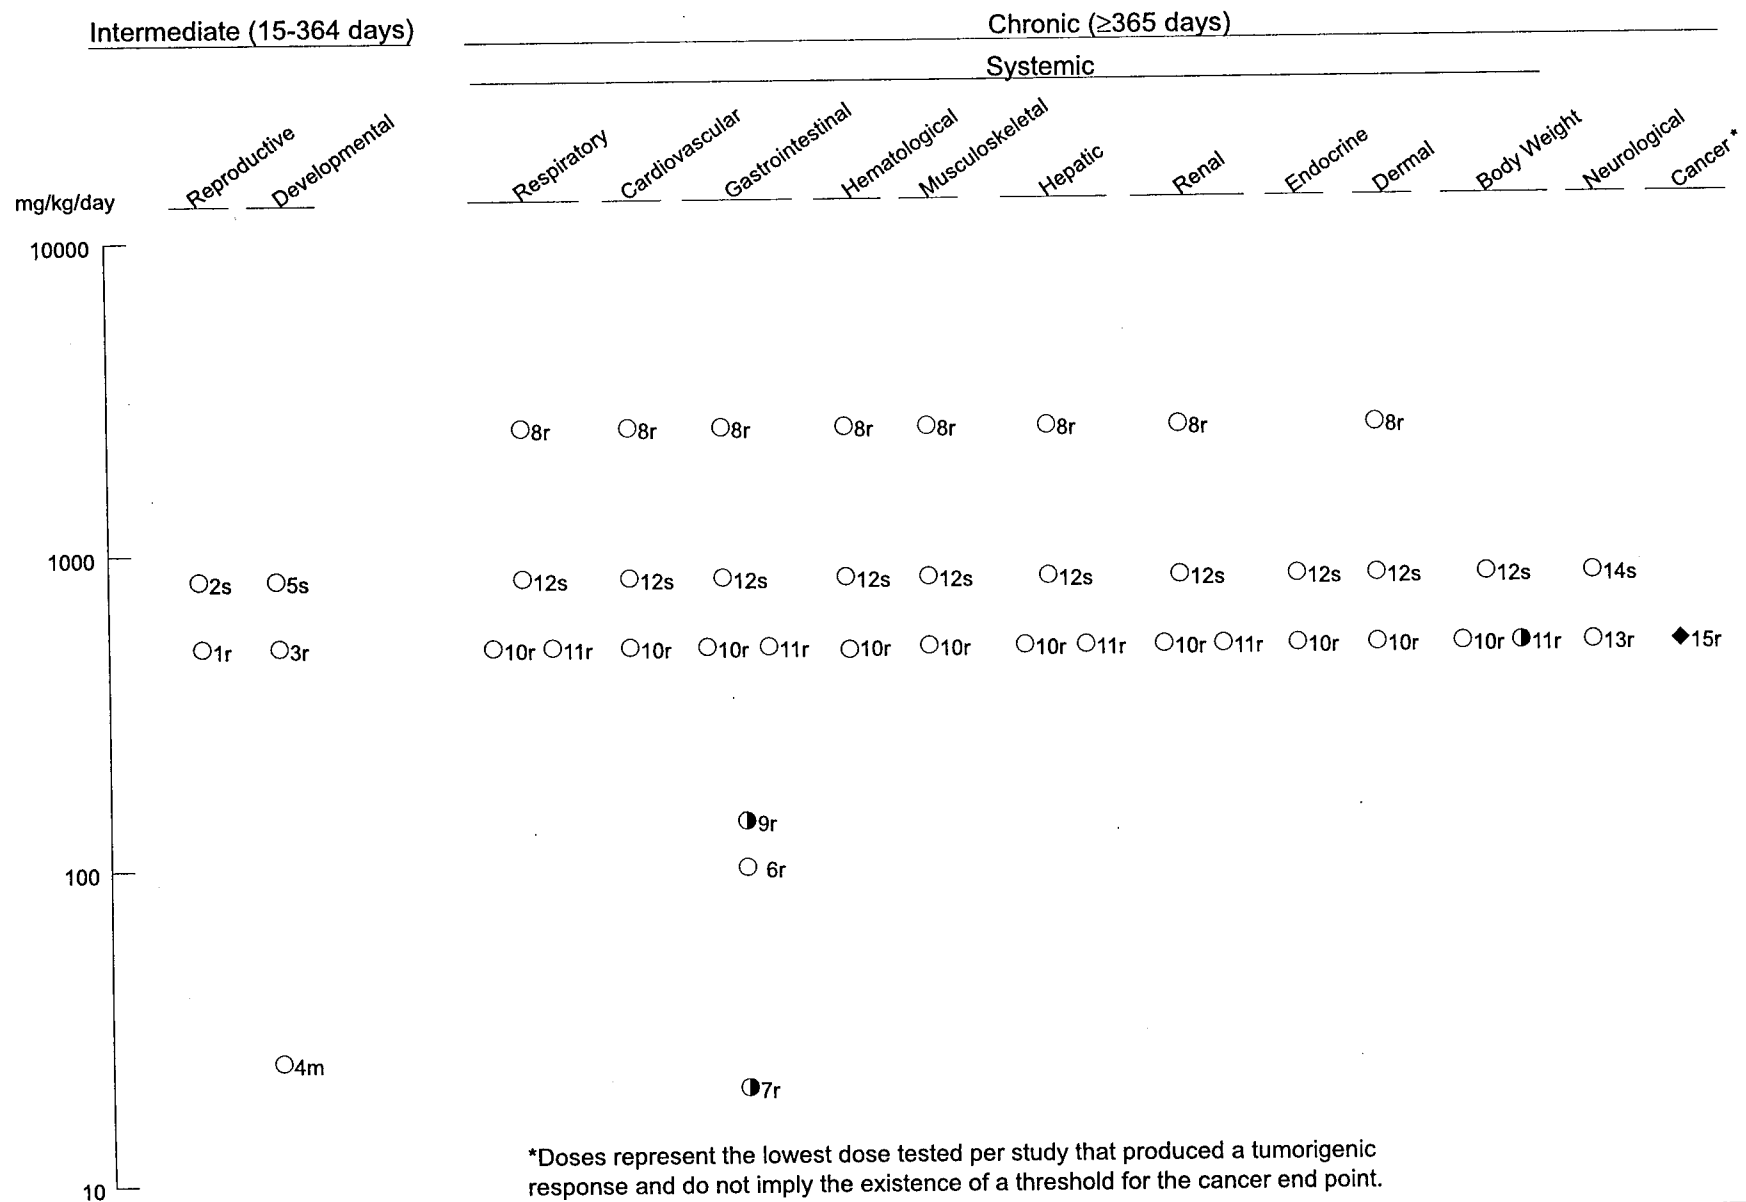 Intermediate (15-364 days) Chronic (≥365 days)
Systemic
Reproductive Developmental Respiratory Cardiovascular Gastrointestinal Hematological Musculoskeletal Hepatic Renal Endocrine Dermal Body Weight Neurological Cancer *
mg/kg/day
10000
8r 8r 8r 8r 8r 8r 8r 8r
1000
2s 5s 12s 12s 12s 12s 12s 12s 12s 12s 12s 12s 14s
1r 3r 10r 11r 10r 10r 11r 10r 10r 10r 11r 10r 11r 10r 10r 10r 11r 13r 15r
9r
6r
100
4m
7r
*Doses represent the lowest dose tested per study that produced a tumorigenic
response and do not imply the existence of a threshold for the cancer end point.
10